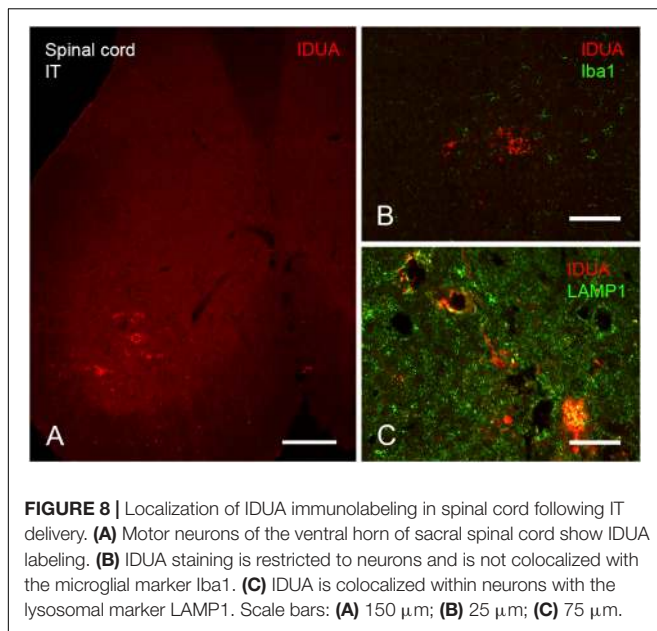 Spinal cord IDUA
IT
A
IDUA
Iba1
B
IDUA
LAMP1
C
FIGURE 8 | Localization of IDUA immunolabeling in spinal cord following IT
delivery. (A) Motor neurons of the ventral horn of sacral spinal cord show IDUA
labeling. (B) IDUA staining is restricted to neurons and is not colocalized with
the microglial marker Iba1. (C) IDUA is colocalized within neurons with the
lysosomal marker LAMP1. Scale bars: (A) 150 μm; (B) 25 μm; (C) 75 μm.